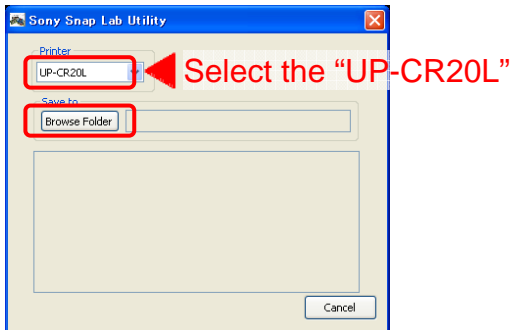 Sony Snap Lab Utility
Printer
UP-CR20L
Select the “UP-CR20L”
Save to
Browse Folder
Cancel